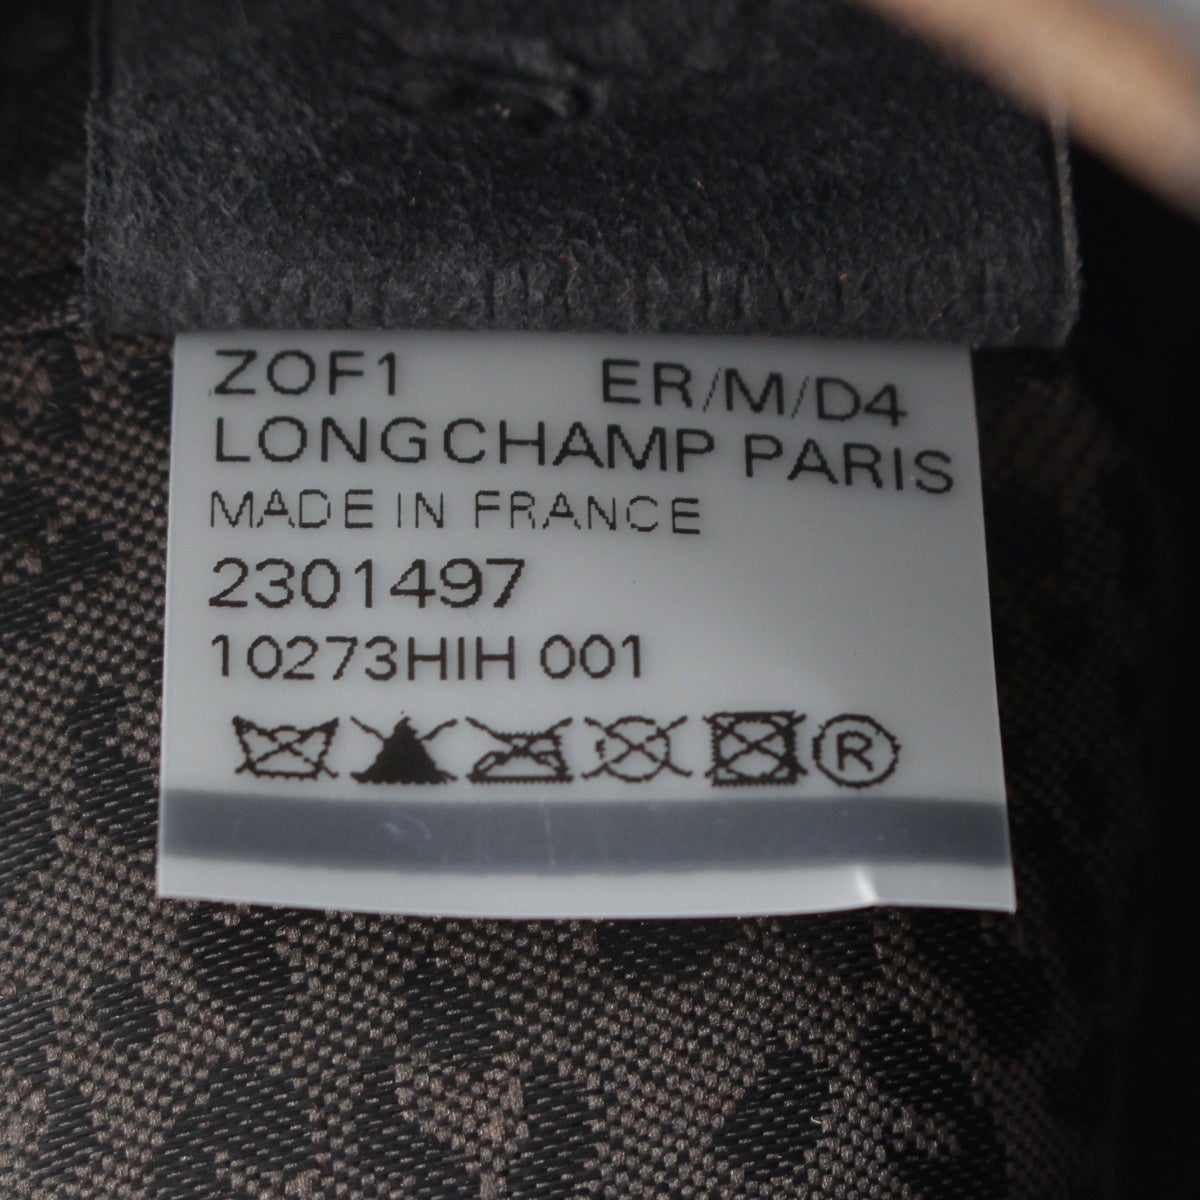 ZOF1 ER/M/D4
LONGCHAMP PARIS
MADE IN FRANCE
2301497
10273HIH 001
R